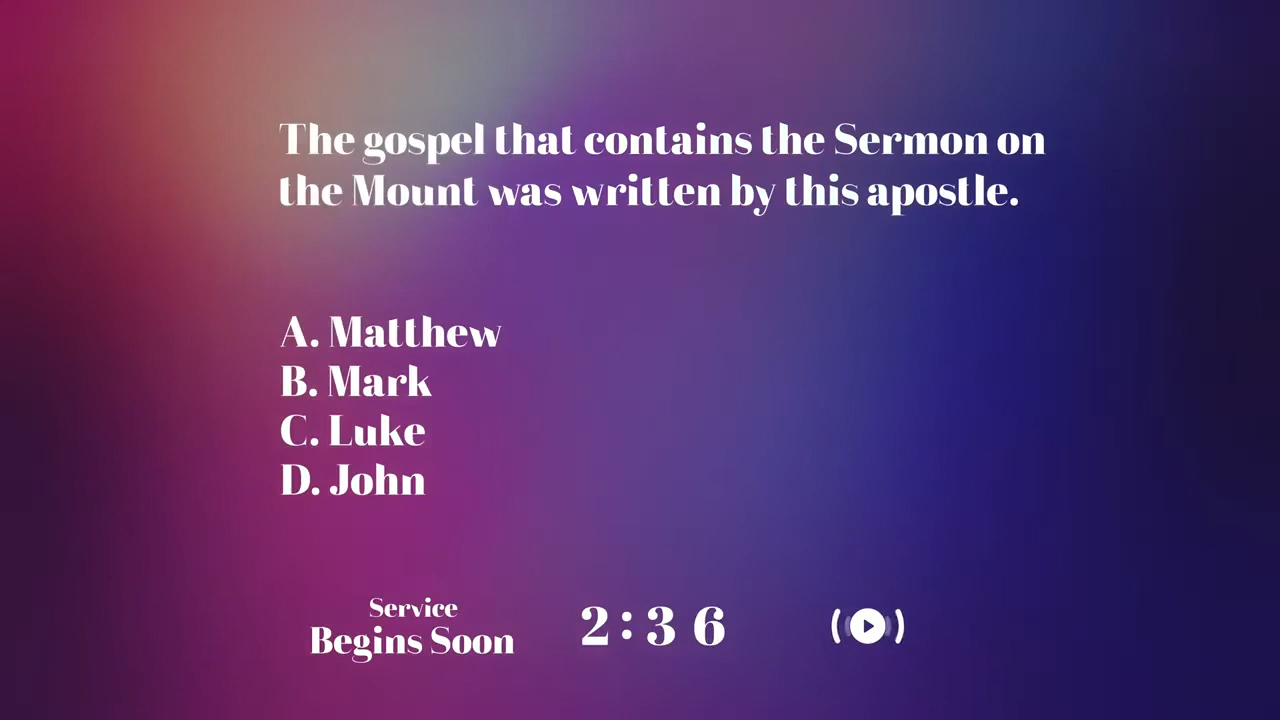 The gospel that contains the Sermon on
the Mount was written by this apostle.
A. Matthew
B. Mark
C. Luke
D. John
Service
Begins Soon
2:36